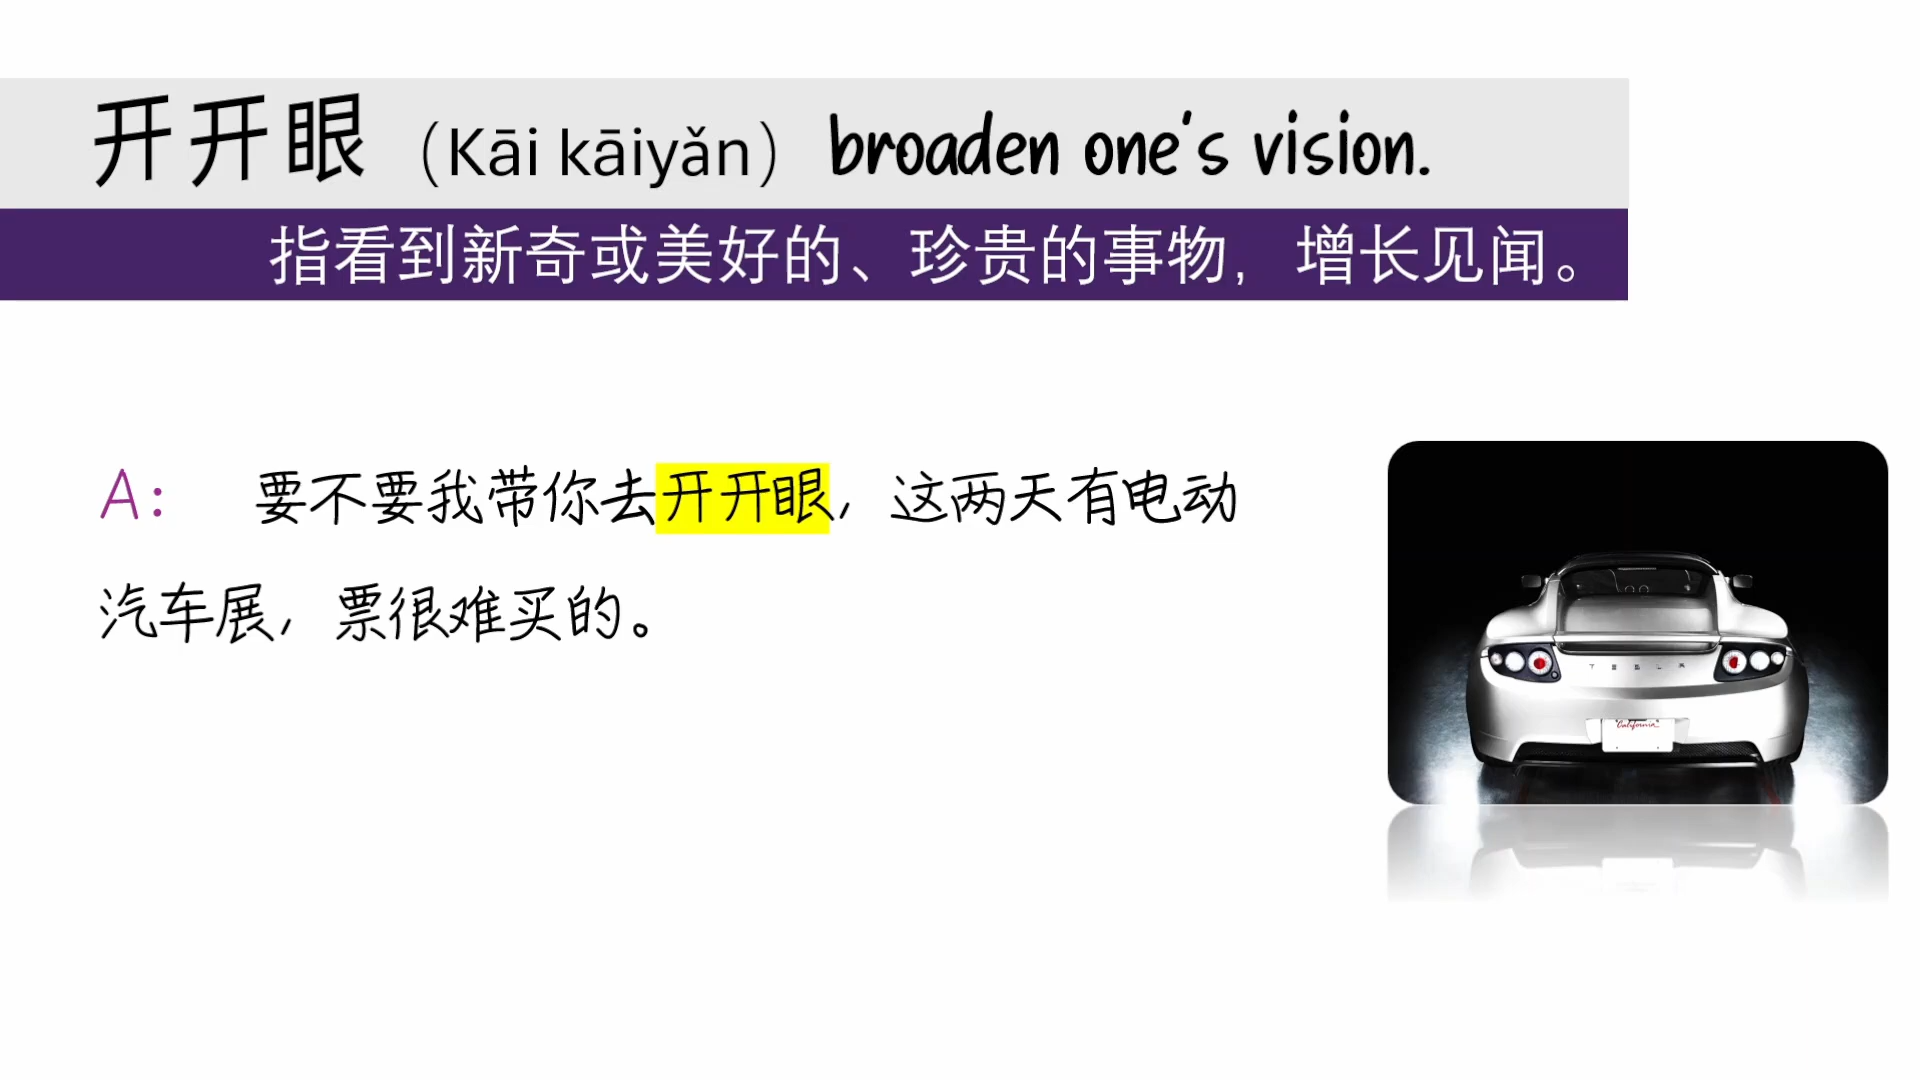 开开眼（Kāi kāiyǎn）broaden one's vision.
指看到新奇或美好的、珍贵的事物，增长见闻。
A： 要不要我带你去开开眼，这两天有电动
汽车展，票很难买的。
TESLA
California